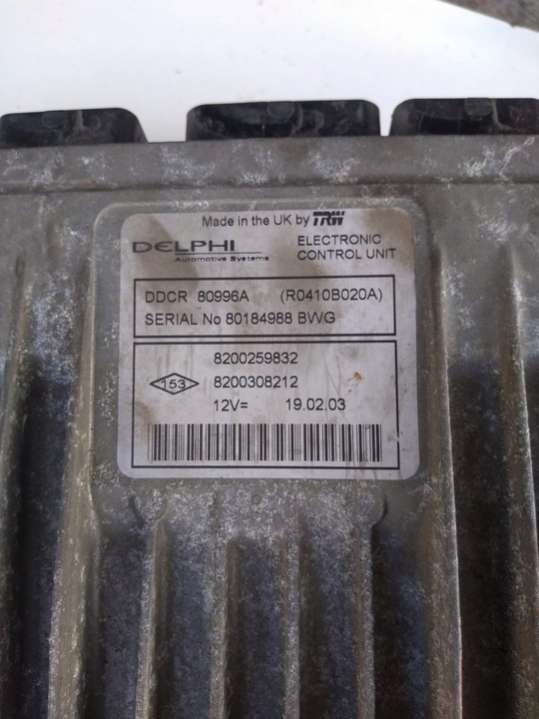 Made in the UK by TRW
DELPHI
Automotive Systems
ELECTRONIC
CONTROL UNIT
DDCR 80996A (R0410B020A)
SERIAL No 80184988 BWG
8200259832
153 8200308212
12V= 19.02.03